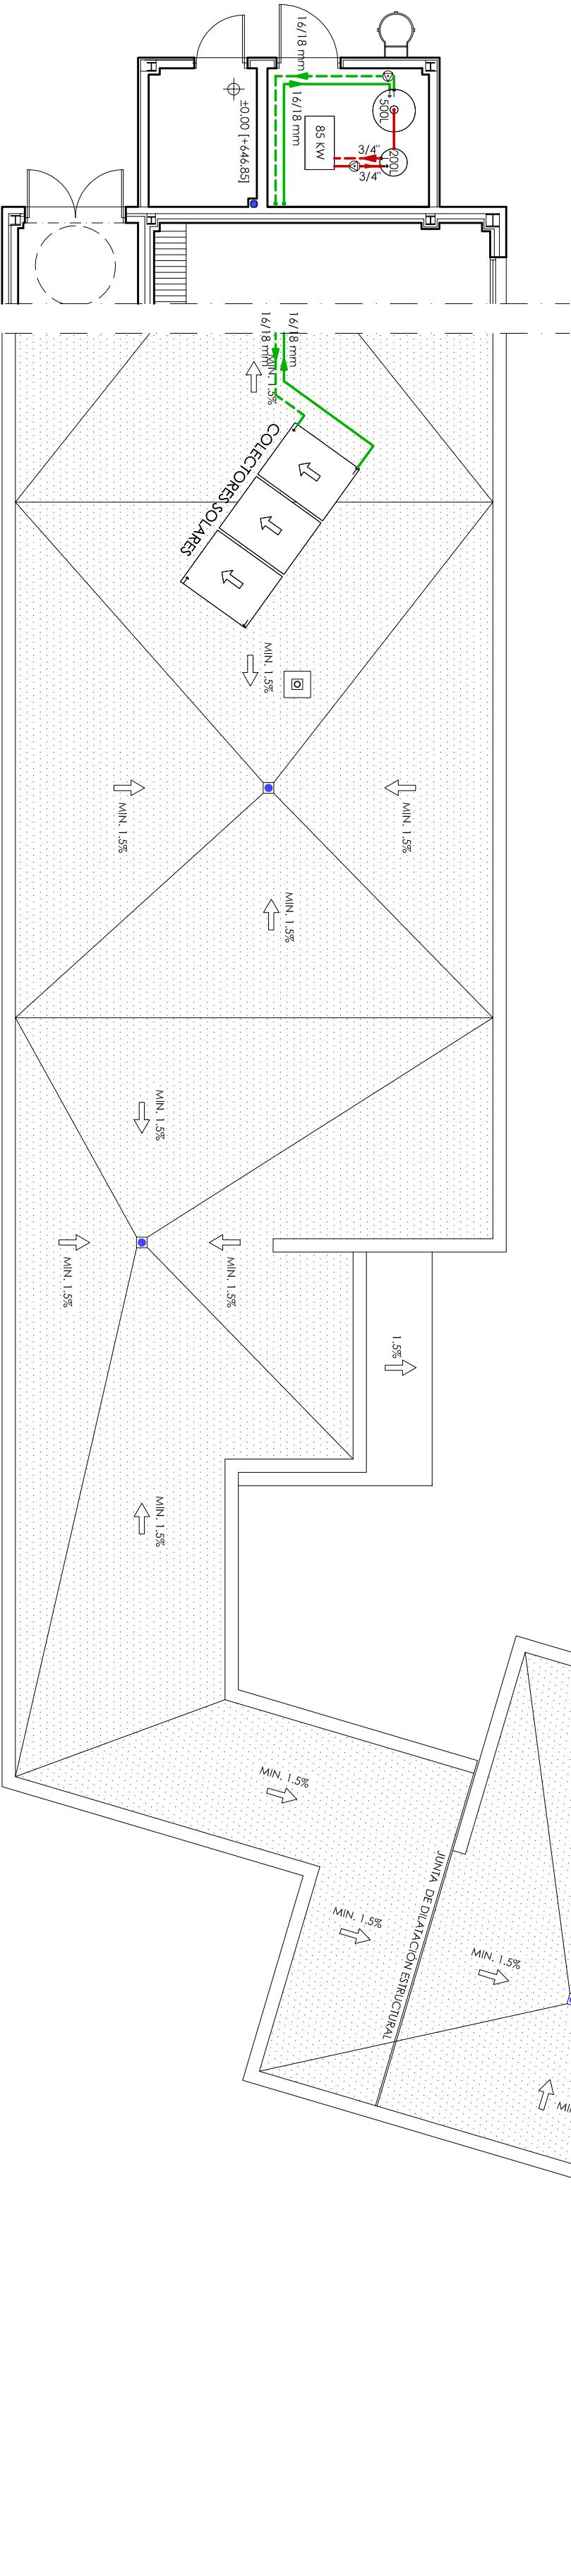 16/18 mm
16/18 mm
±0.00 [+646.85]
500L
85 KW
3/4"
200L
3/4"
16/18 mm
16/18 mm
MIN. 1.5%
COLECTORES SOLARES
MIN. 1.5%
MIN. 1.5%
MIN. 1.5%
MIN. 1.5%
MIN. 1.5%
MIN. 1.5%
MIN. 1.5%
1.5%
MIN. 1.5%
MIN. 1.5%
MIN. 1.5%
JUNTA DE DILATACIÓN ESTRUCTURAL
MIN. 1.5%